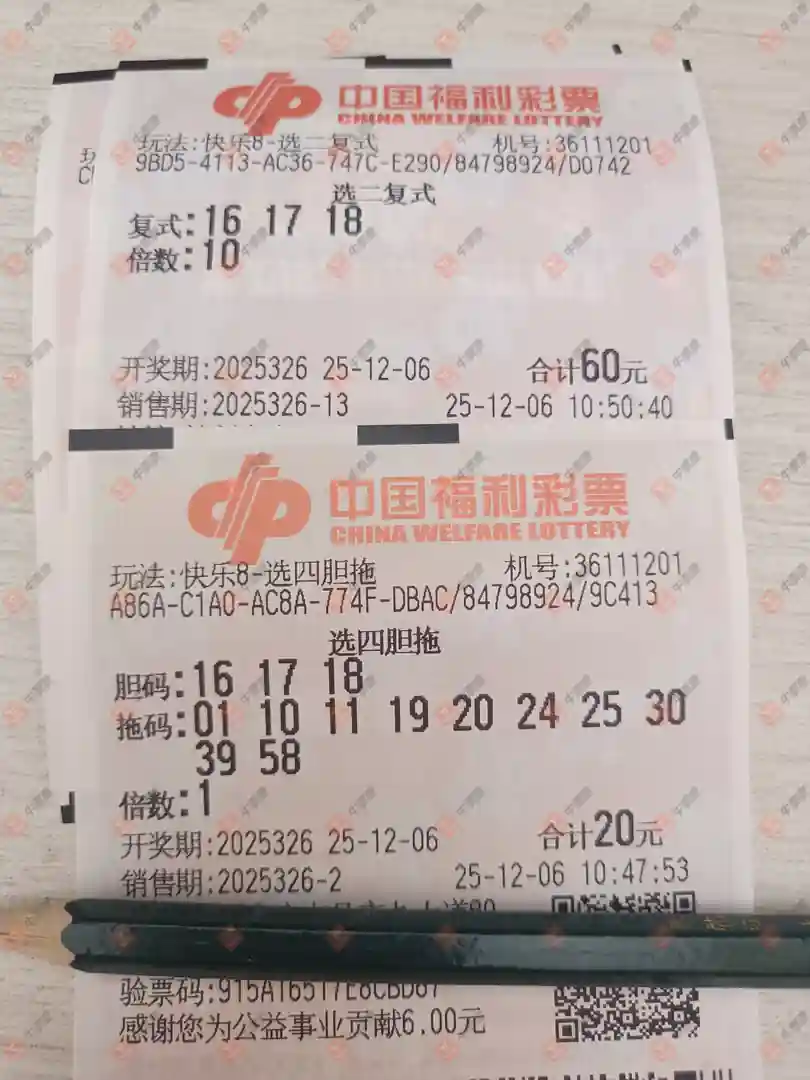 中国福利彩票
CHINA WELFARE LOTTERY
玩法:快乐8-选二复式 机号:36111201
9BD5-4113-AC36-747C-E290/84798924/D0742
选二复式
复式:16 17 18
倍数:10
开奖期:2025326 25-12-06 合计60元
销售期:2025326-13 25-12-06 10:50:40
中国福利彩票
CHINA WELFARE LOTTERY
玩法:快乐8-选四胆拖 机号:36111201
A86A-C1A0-AC8A-774F-DBAC/84798924/9C413
选四胆拖
胆码:16 17 18
拖码:01 10 11 19 20 24 25 30
39 58
倍数:1
开奖期:2025326 25-12-06 合计20元
销售期:2025326-2 25-12-06 10:47:53
验票码:915A16517E8CBD67
感谢您为公益事业贡献6.00元